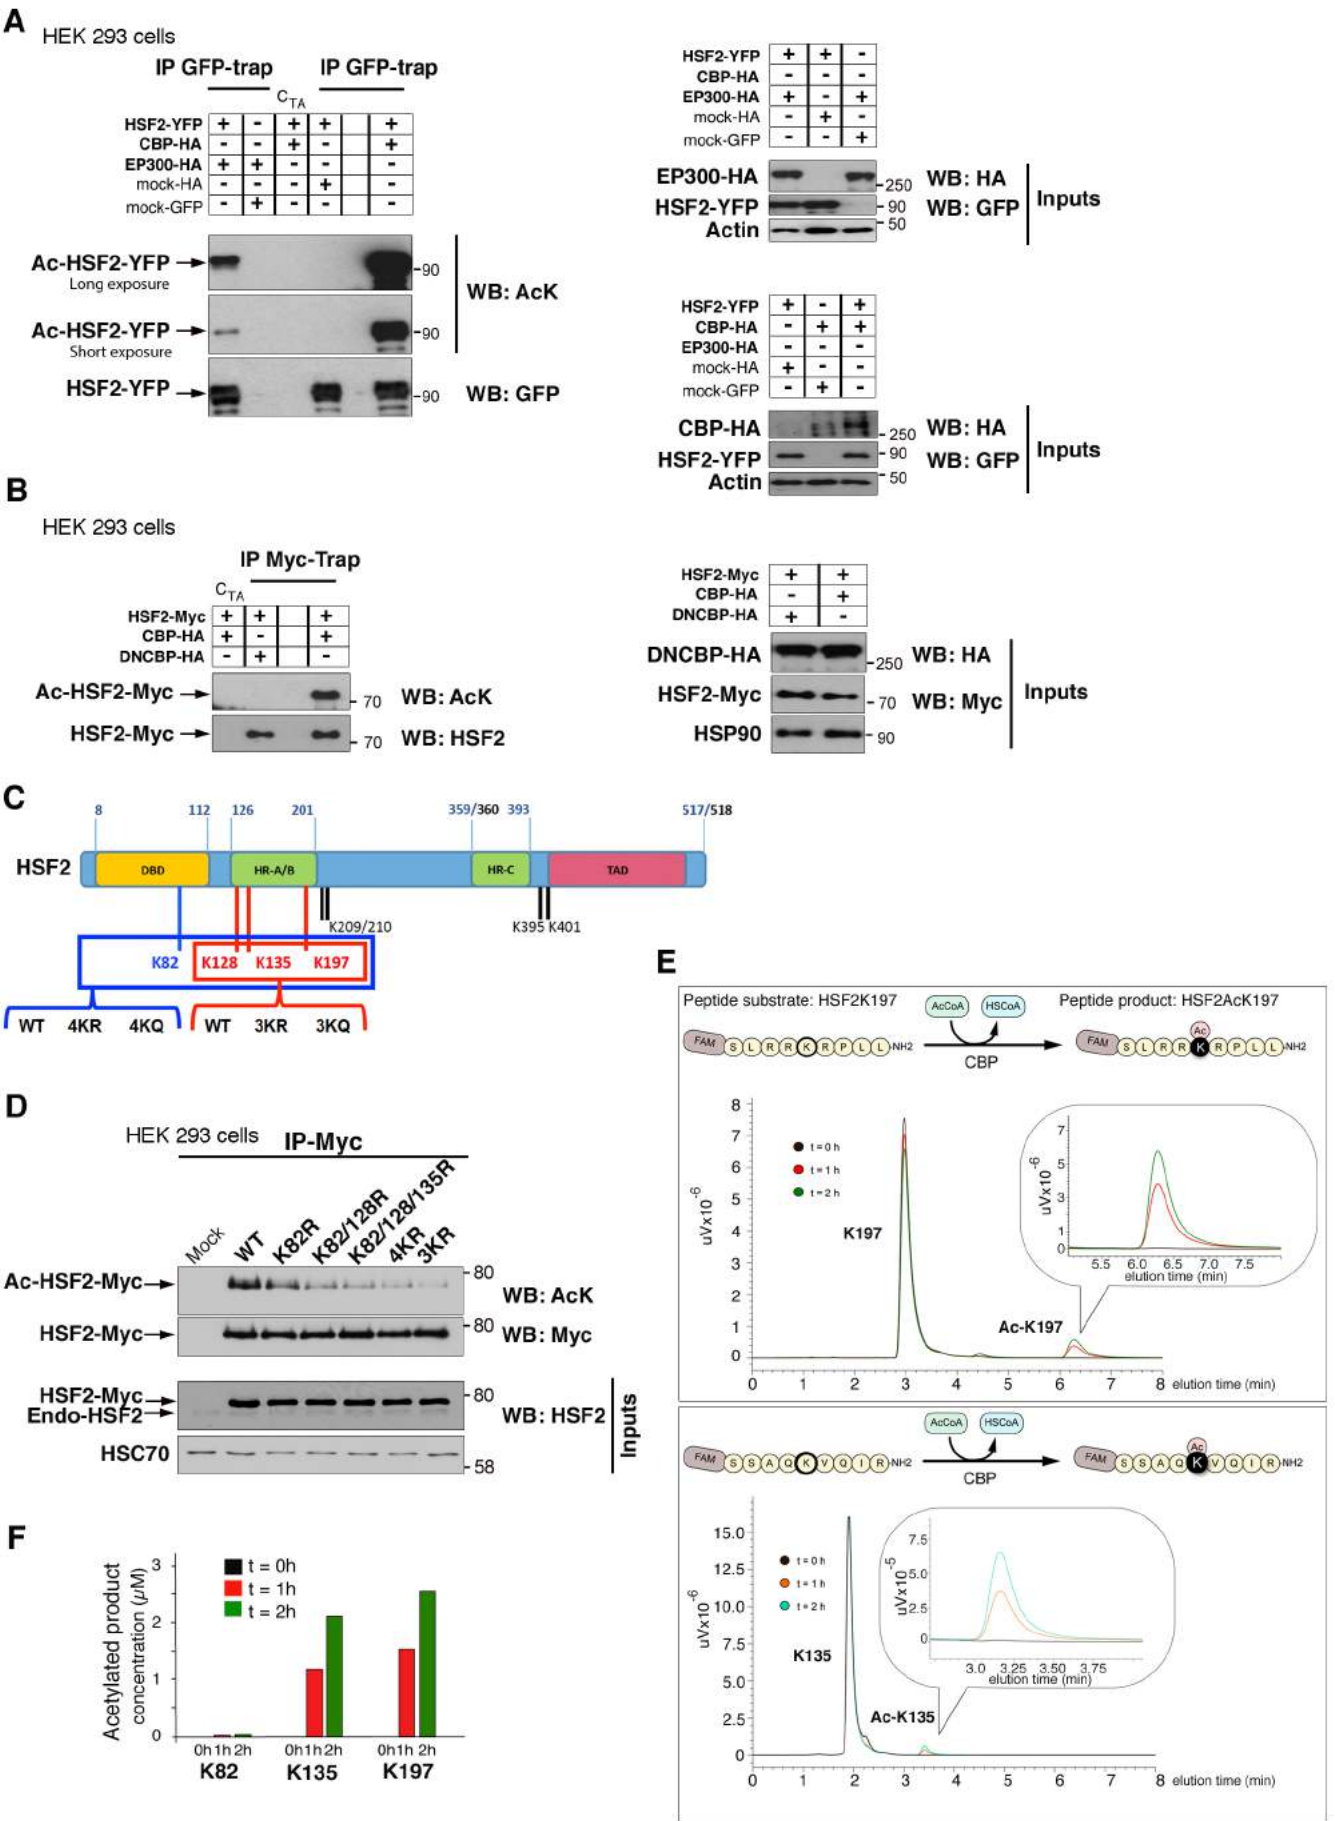 A
HEK 293 cells
IP GFP-trap IP GFP-trap
CTA
HSF2-YFP + - + + +
CBP-HA - - + - +
EP300-HA + + - - -
mock-HA - - - + -
mock-GFP - + - - -
Ac-HSF2-YFP
Long exposure
-90
Ac-HSF2-YFP
Short exposure
-90
WB: AcK
HSF2-YFP
-90
WB: GFP
HSF2-YFP + + -
CBP-HA - - -
EP300-HA + - +
mock-HA - + -
mock-GFP - - +
EP300-HA -250 WB: HA
HSF2-YFP - 90 WB: GFP
Actin - 50
Inputs
HSF2-YFP + - +
CBP-HA - + +
EP300-HA - - -
mock-HA + - -
mock-GFP - + -
CBP-HA - 250 WB: HA
HSF2-YFP - 90 WB: GFP
Actin - 50
Inputs
B
HEK 293 cells
IP Myc-Trap
CTA
HSF2-Myc + + +
CBP-HA + - +
DNCBP-HA - + -
Ac-HSF2-Myc - 70 WB: AcK
HSF2-Myc - 70 WB: HSF2
HSF2-Myc + +
CBP-HA - +
DNCBP-HA + -
DNCBP-HA -250 WB: HA
HSF2-Myc - 70 WB: Myc
HSP90 - 90
Inputs
C
8 112 126 201 359/360 393 517/518
HSF2 DBD HR-A/B HR-C TAD
K209/210 K395 K401
K82 K128 K135 K197
WT 4KR 4KQ WT 3KR 3KQ
D
HEK 293 cells IP-Myc
Mock WT K82R K82/128R K82/128/135R 4KR 3KR
Ac-HSF2-Myc - 80 WB: AcK
HSF2-Myc - 80 WB: Myc
HSF2-Myc - 80
Endo-HSF2 WB: HSF2
HSC70
- 58
Inputs
E
Peptide substrate: HSF2K197 AcCoA HSCoA Peptide product: HSF2AcK197
FAM S L R R K R P L L -NH2 CBP FAM S L R R K R P L L -NH2
Ac
8
7
6
5
4
3
2
1
0
uVx10-6
t = 0 h
t = 1 h
t = 2 h
K197
Ac-K197
7
5
3
1
0
uVx10-6
5.5 6.0 6.5 7.0 7.5
elution time (min)
0 1 2 3 4 5 6 7 8 elution time (min)
AcCoA HSCoA
FAM S S A Q K V Q I R -NH2 CBP FAM S S A Q K V Q I R -NH2
Ac
15.0
12.5
10.0
7.5
5.0
2.5
0
uVx10-6
t = 0 h
t = 1 h
t = 2 h
K135
Ac-K135
7.5
5.0
2.5
0
uVx10-5
3.0 3.25 3.50 3.75
elution time (min)
0 1 2 3 4 5 6 7 8 elution time (min)
F
Acetylated product
concentration (µM)
3
2
1
0
t = 0h
t = 1h
t = 2h
0h 1h 2h 0h 1h 2h 0h 1h 2h
K82 K135 K197